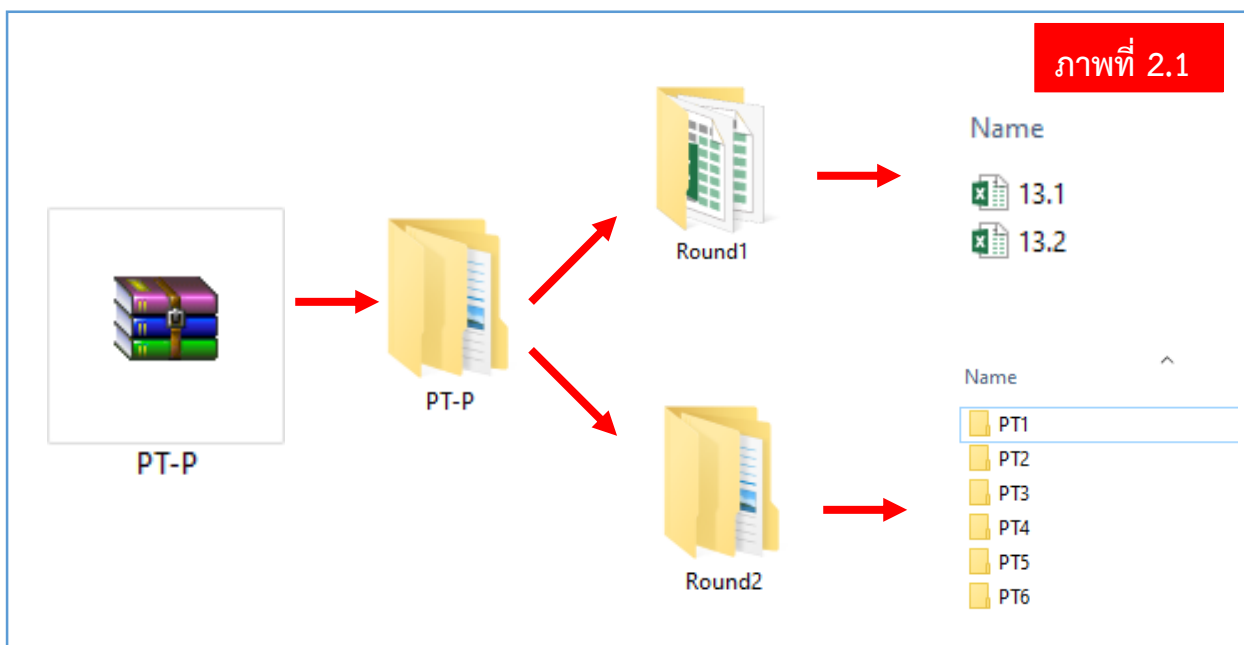 ภาพที่ 2.1
PT-P
PT-P
Round1
Name
13.1
13.2
Round2
Name
PT1
PT2
PT3
PT4
PT5
PT6